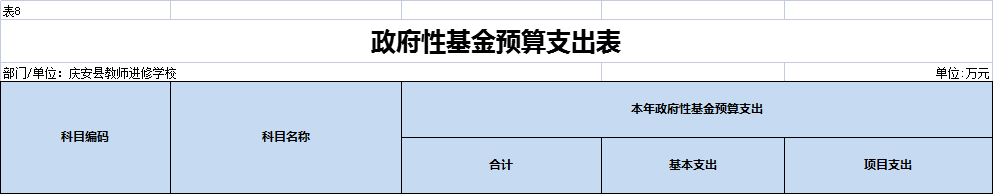 表8
政府性基金预算支出表
部门/单位：庆安县教师进修学校 单位:万元
科目编码 科目名称 本年政府性基金预算支出
合计 基本支出 项目支出